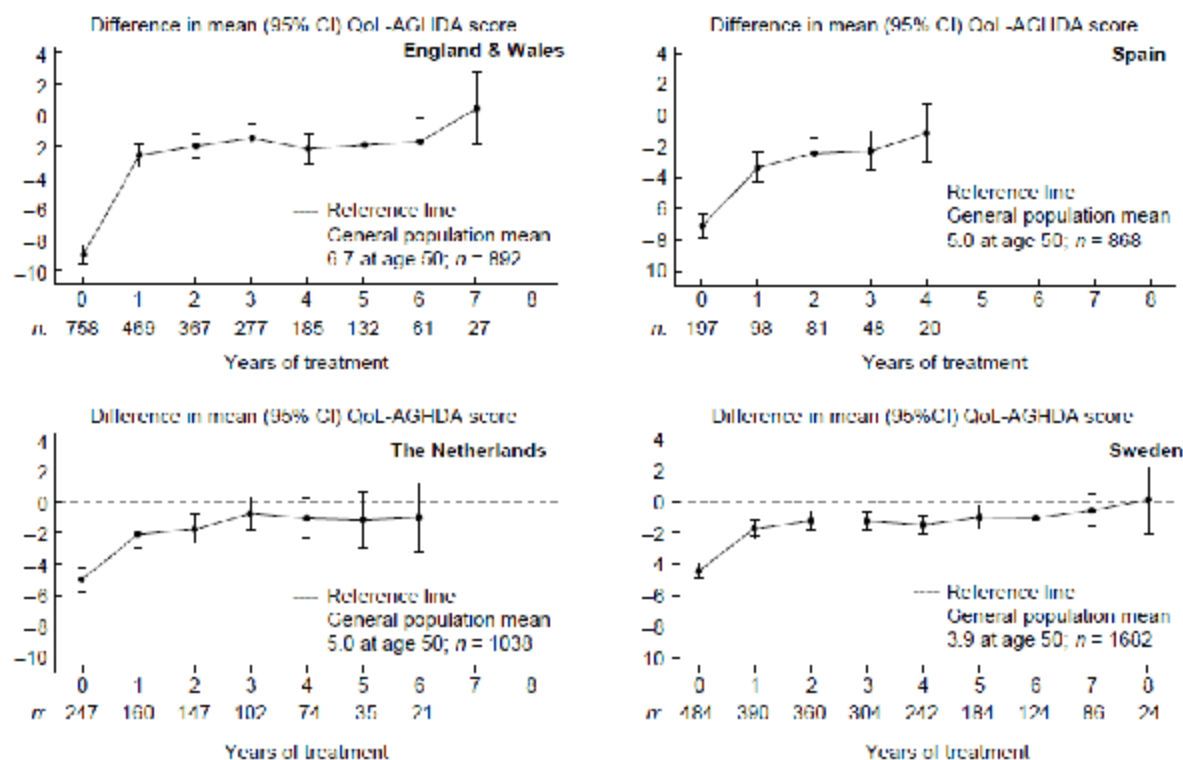 Difference in mean (95% CI) QoL-AGHDA score
England & Wales
4
2
0
2
−4
−6
−8
−10
Reference line
General population mean
6.7 at age 50; n = 892
0 1 2 3 4 5 6 7 8
n. 758 469 367 277 185 132 61 27
Years of treatment
Difference in mean (95% CI) QoL-AGHDA score
Spain
4
2
0
−2
−4
6
−8
10
Reference line
General population mean
5.0 at age 50; n = 868
0 1 2 3 4 5 6 7 8
n. 197 98 81 48 20
Years of treatment
Difference in mean (95% CI) QoL-AGHDA score
The Netherlands
4
2
0
−2
−4
−6
−8
−10
Reference line
General population mean
5.0 at age 50; n = 1038
0 1 2 3 4 5 6 7 8
n: 247 160 147 102 74 35 21
Years of treatment
Difference in mean (95%CI) QoL-AGHDA score
Sweden
4
2
0
−2
4
−6
−8
10
Reference line
General population mean
3.9 at age 50; n = 1682
0 1 2 3 4 5 6 7 8
n: 484 390 360 304 242 184 124 86 24
Years of treatment